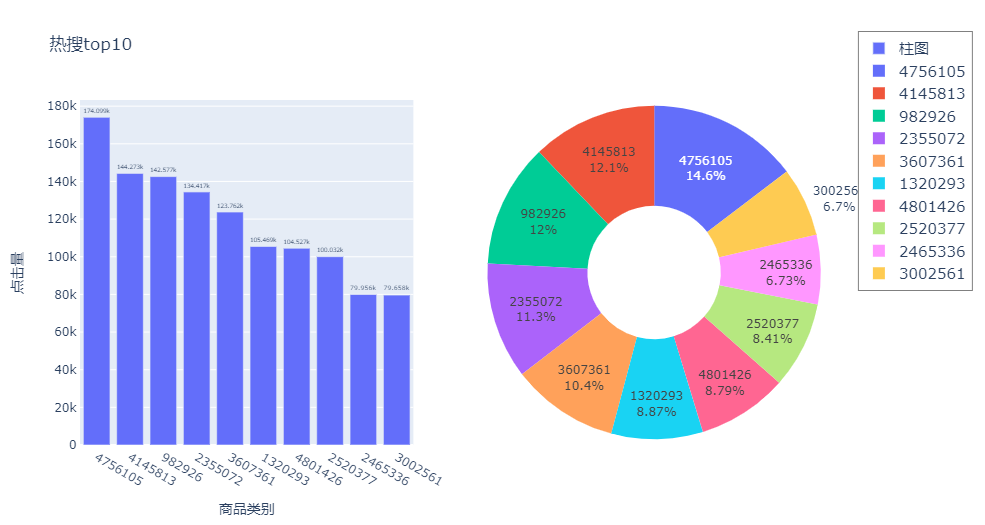 热搜top10
180k
160k
140k
120k
100k
80k
60k
40k
20k
0
点击量
174.099k
144.273k
142.577k
134.417k
123.762k
105.469k
104.527k
100.032k
79.956k
79.658k
4756105
4145813
982926
2355072
3607361
1320293
4801426
2520377
2465336
3002561
商品类别
4756105
14.6%
4145813
12.1%
982926
12%
2355072
11.3%
3607361
10.4%
1320293
8.87%
4801426
8.79%
2520377
8.41%
2465336
6.73%
300256
6.7%
柱图
4756105
4145813
982926
2355072
3607361
1320293
4801426
2520377
2465336
3002561